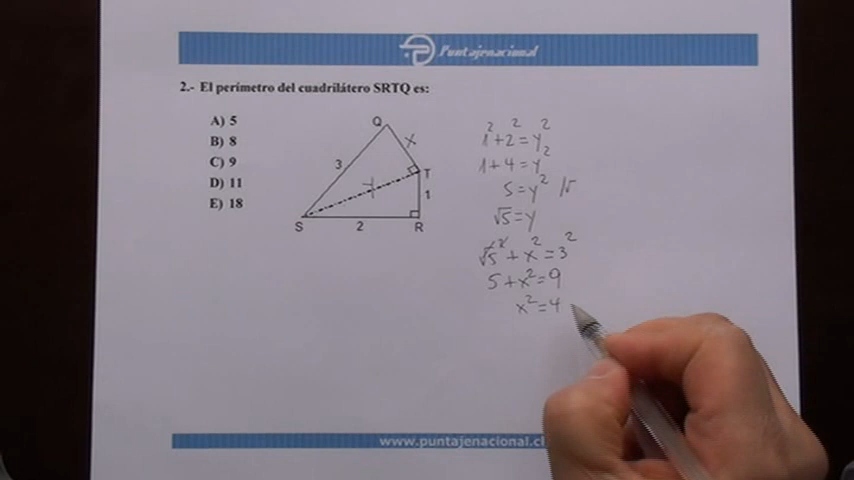 Puntajenacional
2.- El perímetro del cuadrilátero SRTQ es:
A) 5
B) 8
C) 9
D) 11
E) 18
Q
X
3
T
Y
1
S
2
R
1² + 2² = y²
1 + 4 = y²
5 = y² /√
√5 = y
√5² + x² = 3²
5 + x² = 9
x² = 4
www.puntajenacional.cl